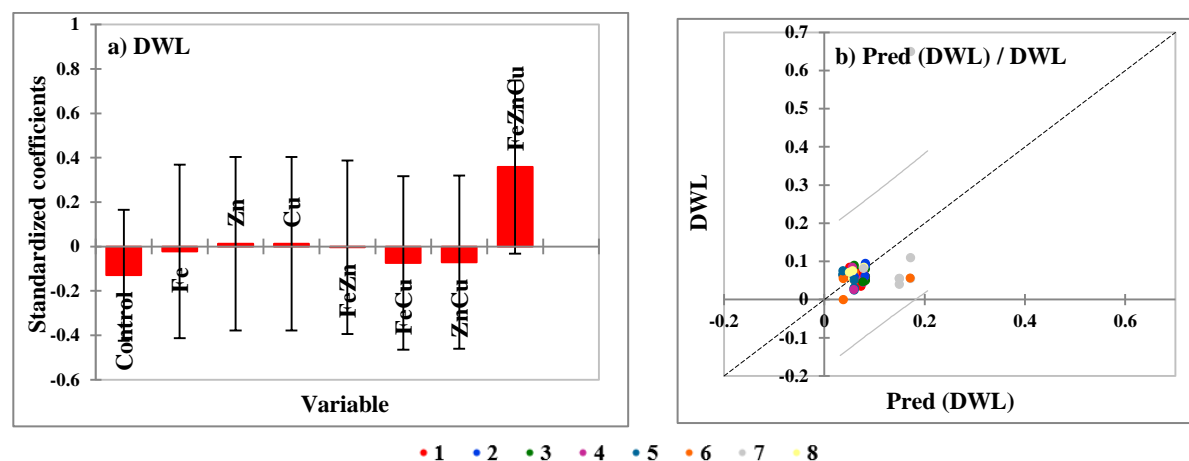 a) DWL
Standardized coefficients
1
0.8
0.6
0.4
0.2
0
-0.2
-0.4
-0.6
Control
Fe
Zn
Cu
FeZn
FeCu
ZnCu
FeZnCu
Variable
b) Pred (DWL) / DWL
DWL
0.7
0.6
0.5
0.4
0.3
0.2
0.1
0
-0.1
-0.2
-0.2 0 0.2 0.4 0.6
Pred (DWL)
1 2 3 4 5 6 7 8